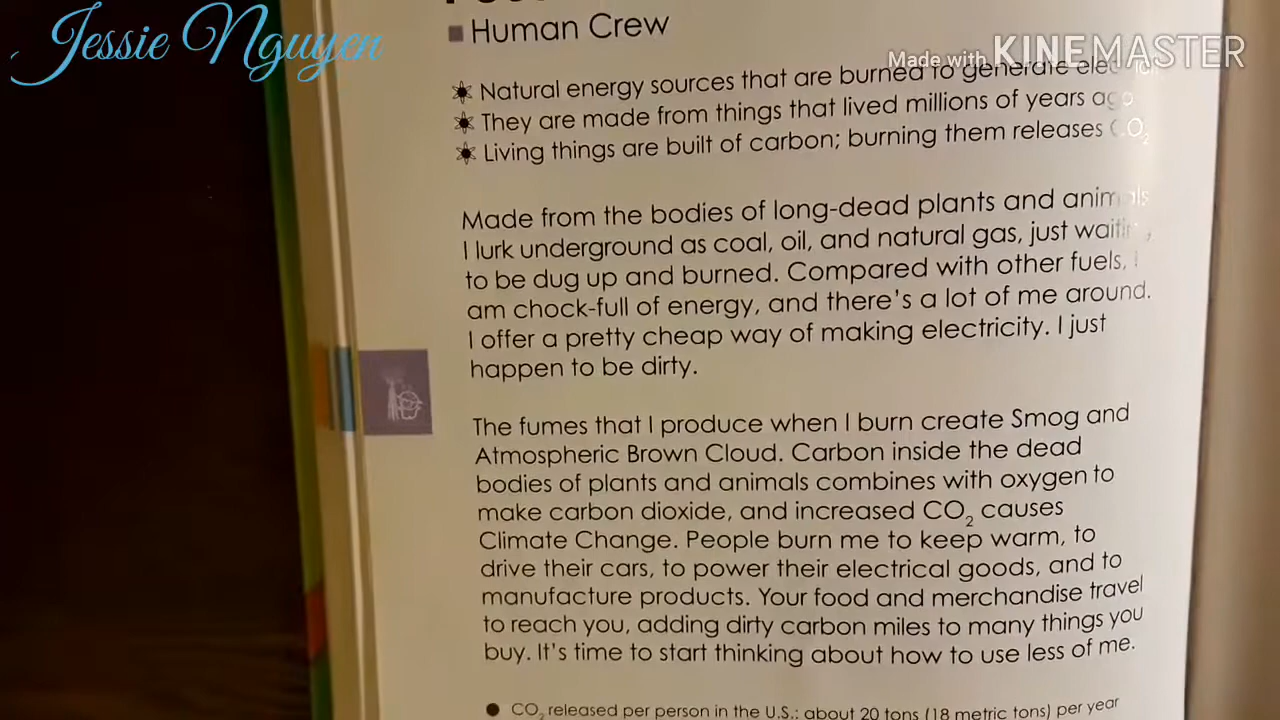 Jessie Nguyen
Made with KINEMASTER
Human Crew
Natural energy sources that are burned to generate
They are made from things that lived millions of years ago
Living things are built of carbon; burning them releases CO₂
Made from the bodies of long-dead plants and animals
I lurk underground as coal, oil, and natural gas, just
to be dug up and burned. Compared with other fuels, I
am chock-full of energy, and there's a lot of me around.
I offer a pretty cheap way of making electricity. I just
happen to be dirty.
The fumes that I produce when I burn create Smog and
Atmospheric Brown Cloud. Carbon inside the dead
bodies of plants and animals combines with oxygen to
make carbon dioxide, and increased CO₂ causes
Climate Change. People burn me to keep warm, to
drive their cars, to power their electrical goods, and to
manufacture products. Your food and merchandise travel
to reach you, adding dirty carbon miles to many things you
buy. It's time to start thinking about how to use less of me.
● CO₂ released per person in the U.S.: about 20 tons (18 metric tons) per year